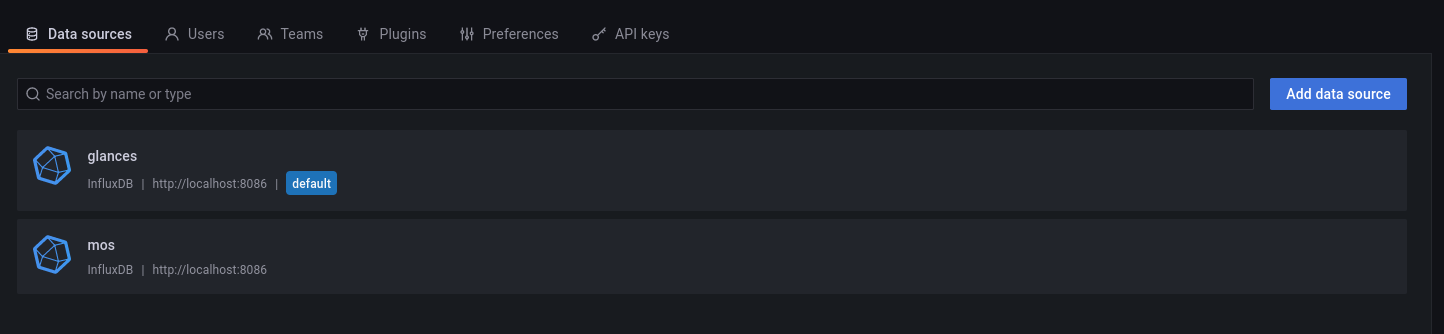 Data sources Users Teams Plugins Preferences API keys
Search by name or type Add data source
glances
InfluxDB | http://localhost:8086 | default
mos
InfluxDB | http://localhost:8086